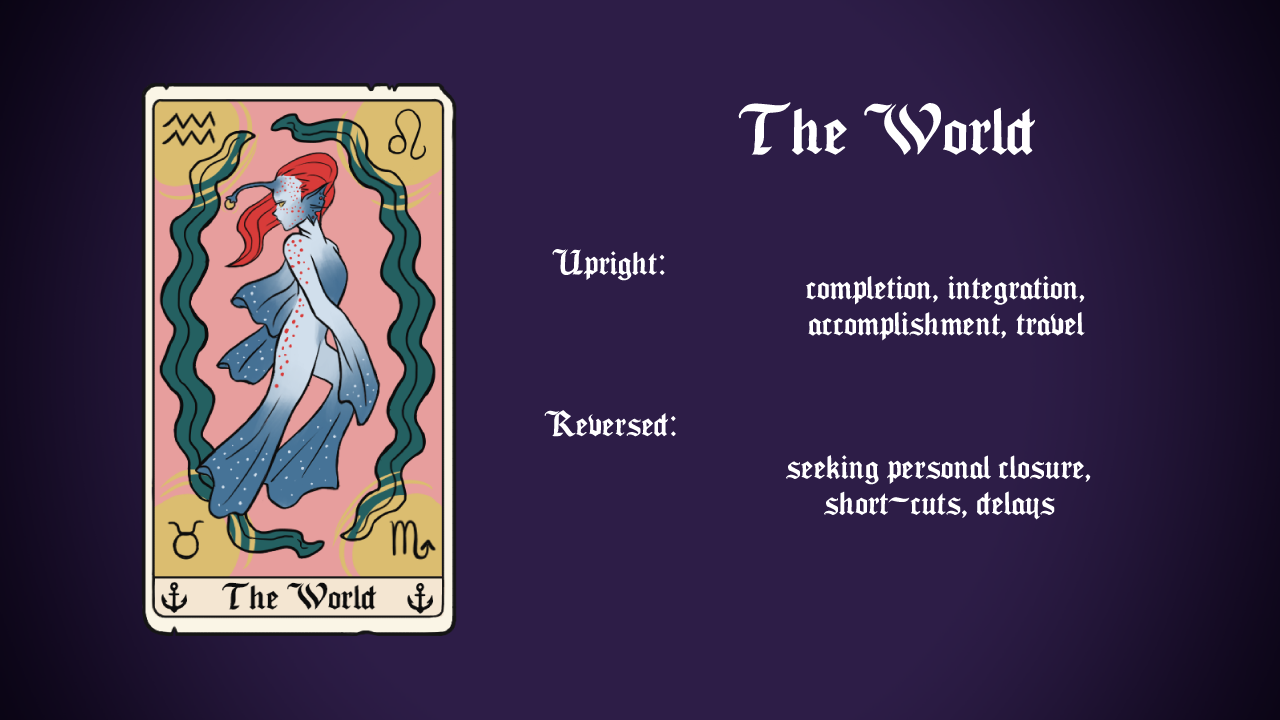 The World
Upright:
completion, integration,
accomplishment, travel
Reversed:
seeking personal closure,
short~cuts, delays
The World